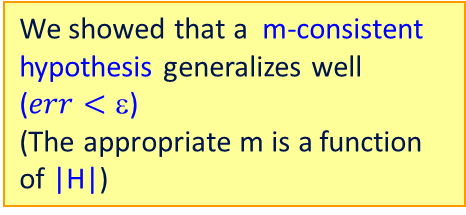 We showed that a m-consistent
hypothesis generalizes well
(err < ε)
(The appropriate m is a function
of |H|)